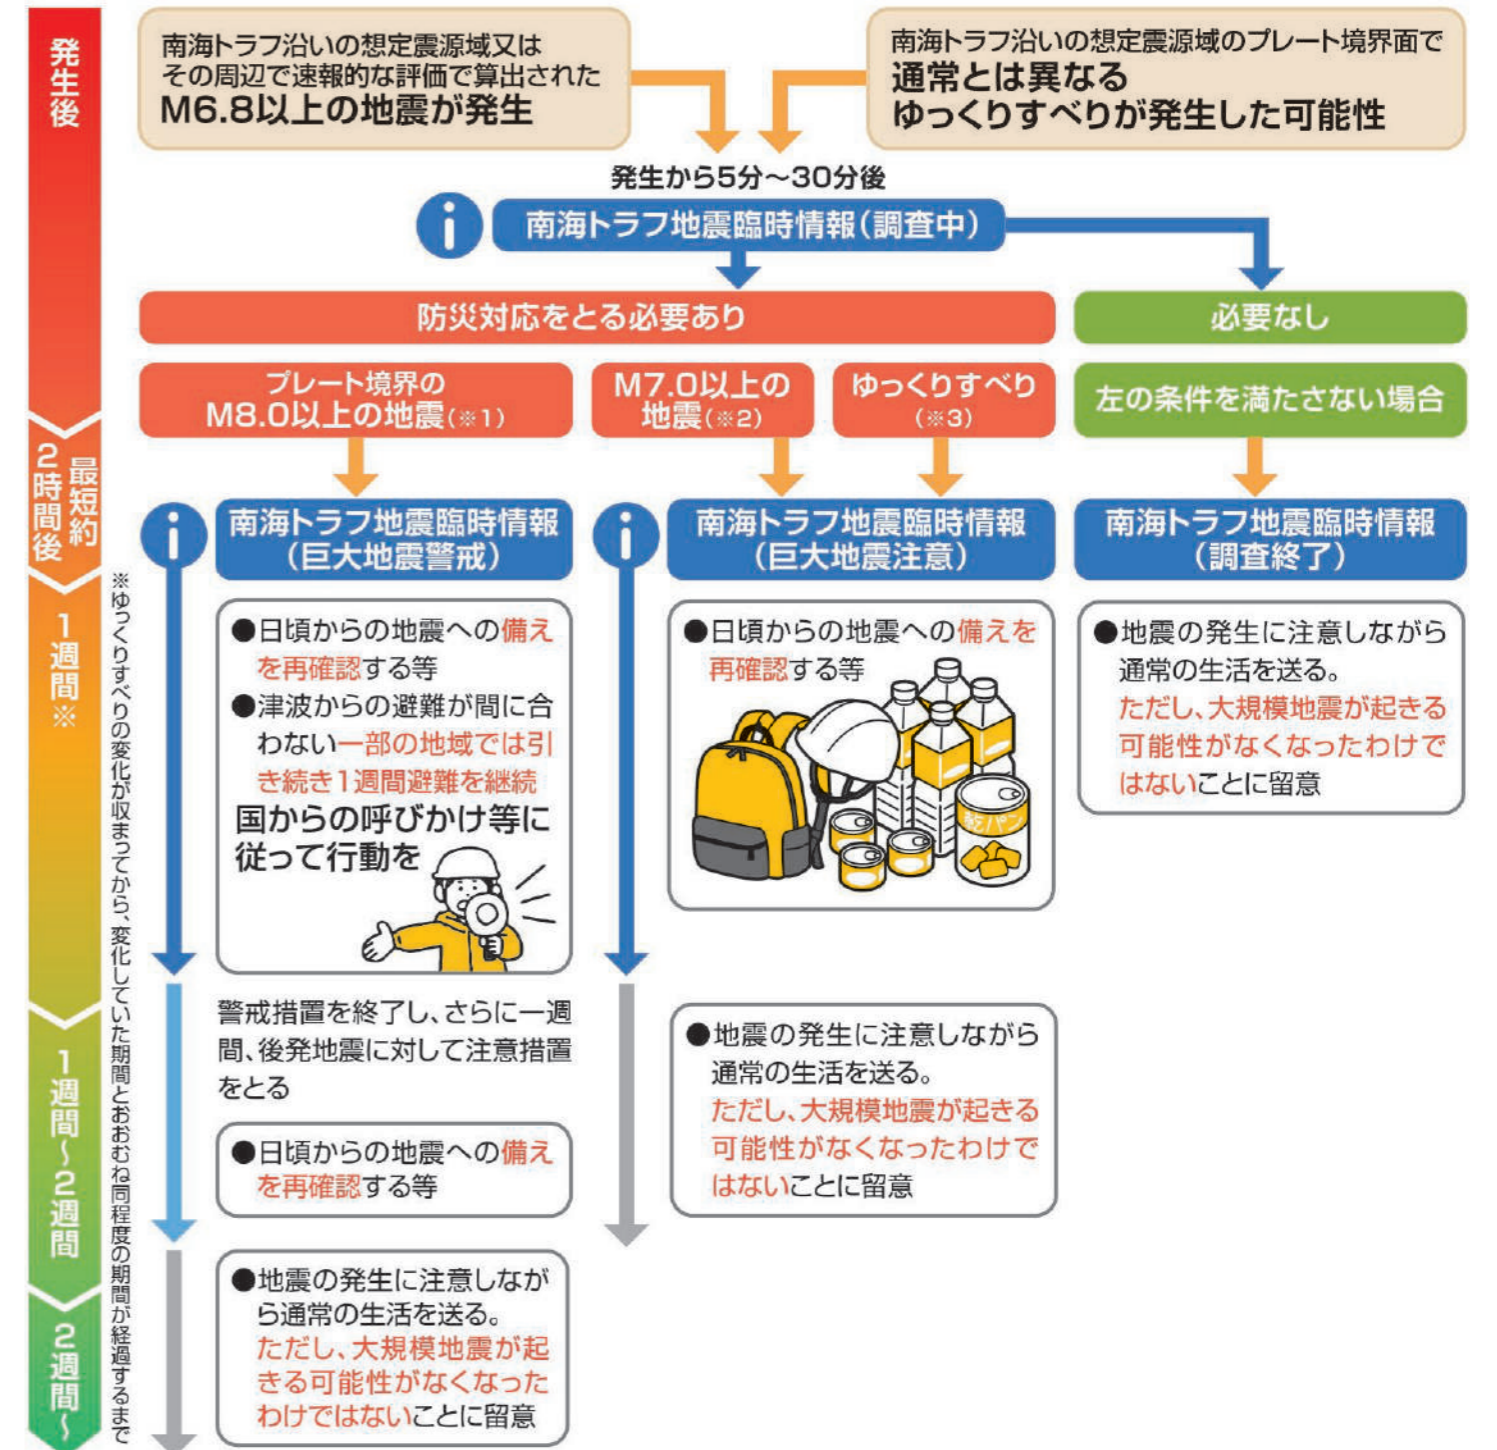 発生後
南海トラフ沿いの想定震源域又は
その周辺で速報的な評価で算出された
M6.8以上の地震が発生
南海トラフ沿いの想定震源域のプレート境界面で
通常とは異なる
ゆっくりすべりが発生した可能性
発生から5分〜30分後
i
南海トラフ地震臨時情報(調査中)
防災対応をとる必要あり
必要なし
プレート境界の
M8.0以上の地震(※1)
M7.0以上の
地震(※2)
ゆっくりすべり
(※3)
左の条件を満たさない場合
最短約
2時間後
i
南海トラフ地震臨時情報
(巨大地震警戒)
i
南海トラフ地震臨時情報
(巨大地震注意)
南海トラフ地震臨時情報
(調査終了)
1週間※
※ゆっくりすべりの変化が収まってから、変化していた期間とおおむね同程度の期間が経過するまで
●日頃からの地震への備え
を再確認する等
●津波からの避難が間に合
わない一部の地域では引
き続き1週間避難を継続
国からの呼びかけ等に
従って行動を
●日頃からの地震への備えを
再確認する等
乾パン
●地震の発生に注意しながら
通常の生活を送る。
ただし、大規模地震が起きる
可能性がなくなったわけで
はないことに留意
1週間〜2週間
警戒措置を終了し、さらに一週
間、後発地震に対して注意措置
をとる
●日頃からの地震への備え
を再確認する等
●地震の発生に注意しながら
通常の生活を送る。
ただし、大規模地震が起きる
可能性がなくなったわけで
はないことに留意
2週間〜
●地震の発生に注意しなが
ら通常の生活を送る。
ただし、大規模地震が起
きる可能性がなくなった
わけではないことに留意